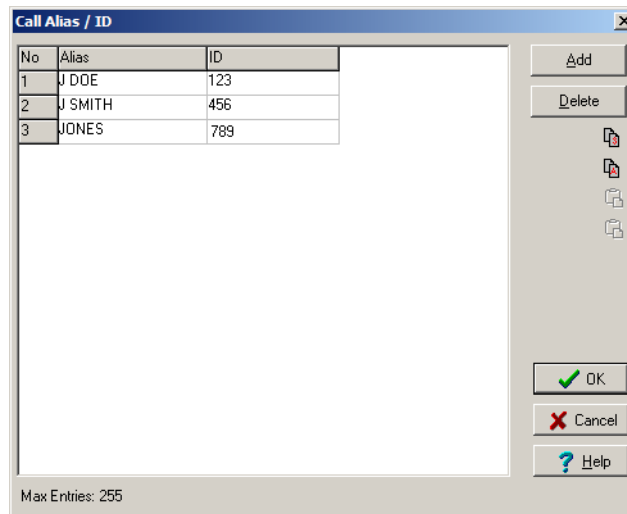 Call Alias / ID
No Alias ID
1 J DOE 123
2 J SMITH 456
3 JONES 789
Add
Delete
OK
Cancel
Help
Max Entries: 255